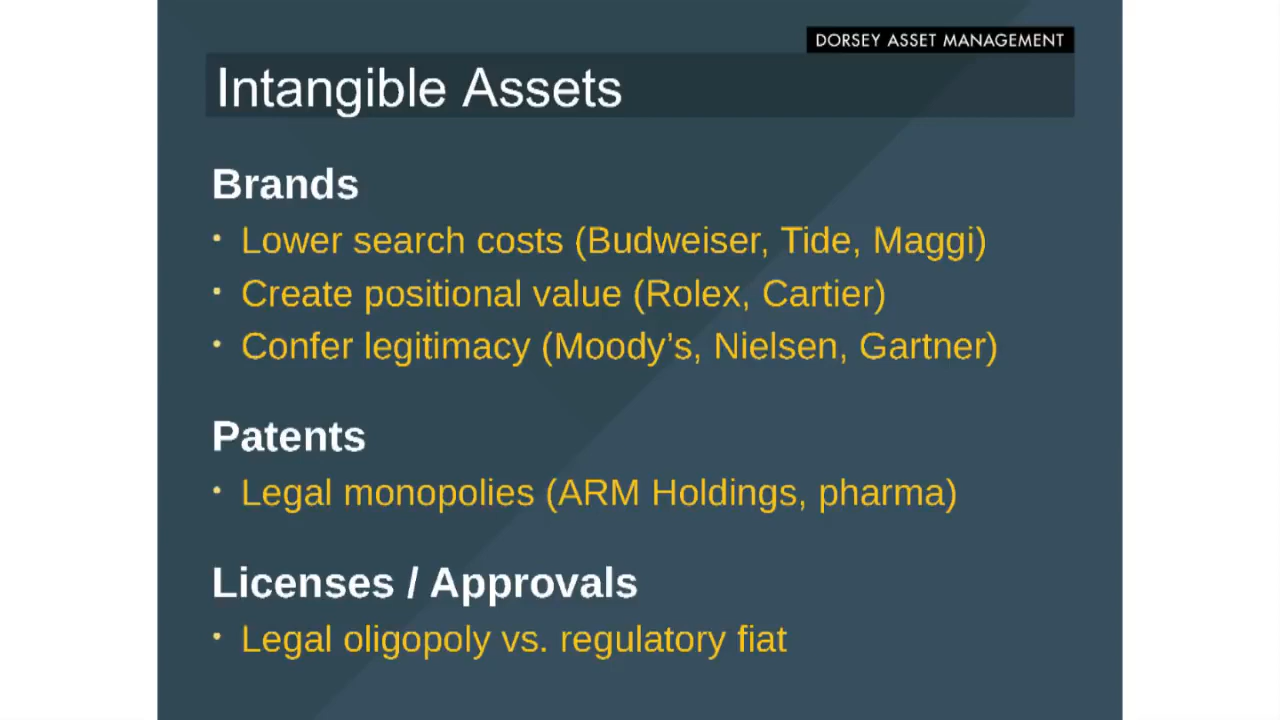 DORSEY ASSET MANAGEMENT
Intangible Assets
Brands
• Lower search costs (Budweiser, Tide, Maggi)
• Create positional value (Rolex, Cartier)
• Confer legitimacy (Moody’s, Nielsen, Gartner)
Patents
• Legal monopolies (ARM Holdings, pharma)
Licenses / Approvals
• Legal oligopoly vs. regulatory fiat